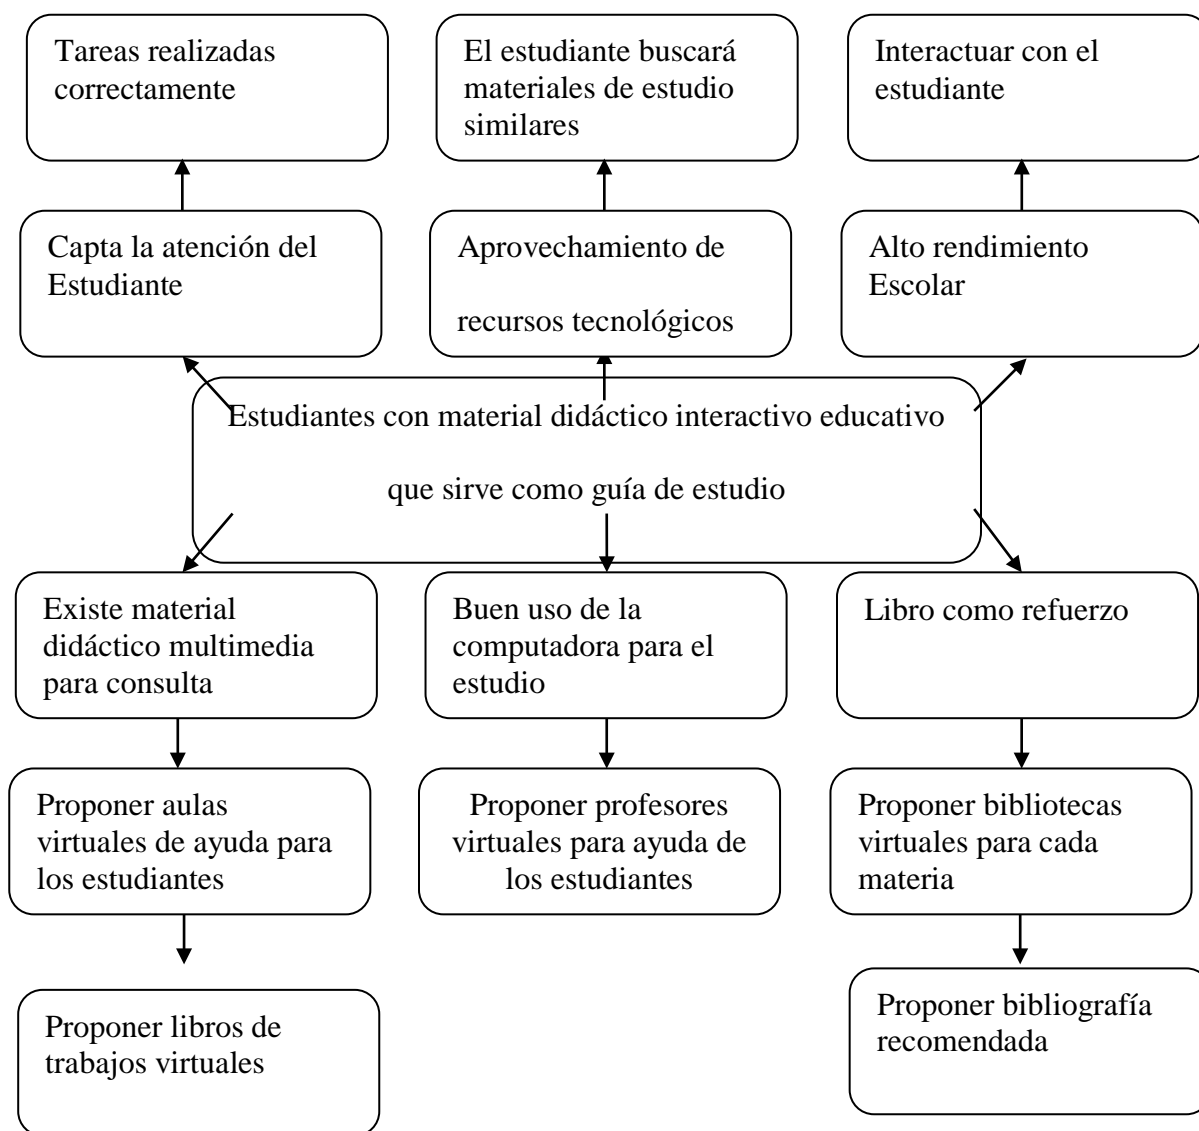 Tareas realizadas
correctamente
El estudiante buscará
materiales de estudio
similares
Interactuar con el
estudiante
Capta la atención del
Estudiante
Aprovechamiento de
recursos tecnológicos
Alto rendimiento
Escolar
Estudiantes con material didáctico interactivo educativo
que sirve como guía de estudio
Existe material
didáctico multimedia
para consulta
Buen uso de la
computadora para el
estudio
Libro como refuerzo
Proponer aulas
virtuales de ayuda para
los estudiantes
Proponer profesores
virtuales para ayuda de
los estudiantes
Proponer bibliotecas
virtuales para cada
materia
Proponer libros de
trabajos virtuales
Proponer bibliografía
recomendada